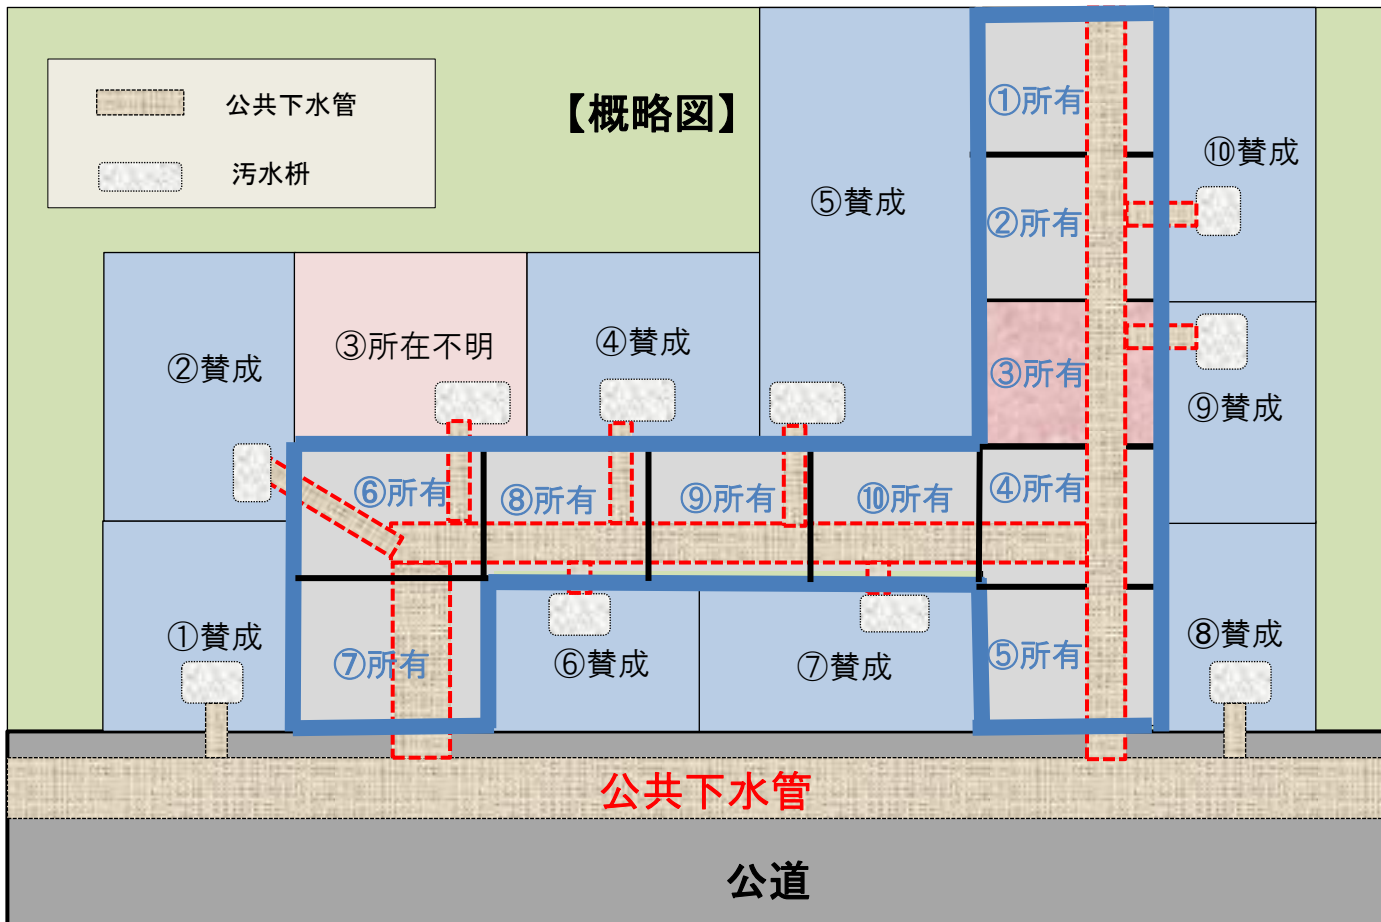 【概略図】
公共下水管
汚水枡
①所有
⑩賛成
⑤賛成
②所有
③所在不明
④賛成
②賛成
③所有
⑨賛成
⑥所有
⑧所有
⑨所有
⑩所有
④所有
①賛成
⑦所有
⑥賛成
⑦賛成
⑤所有
⑧賛成
公共下水管
公道